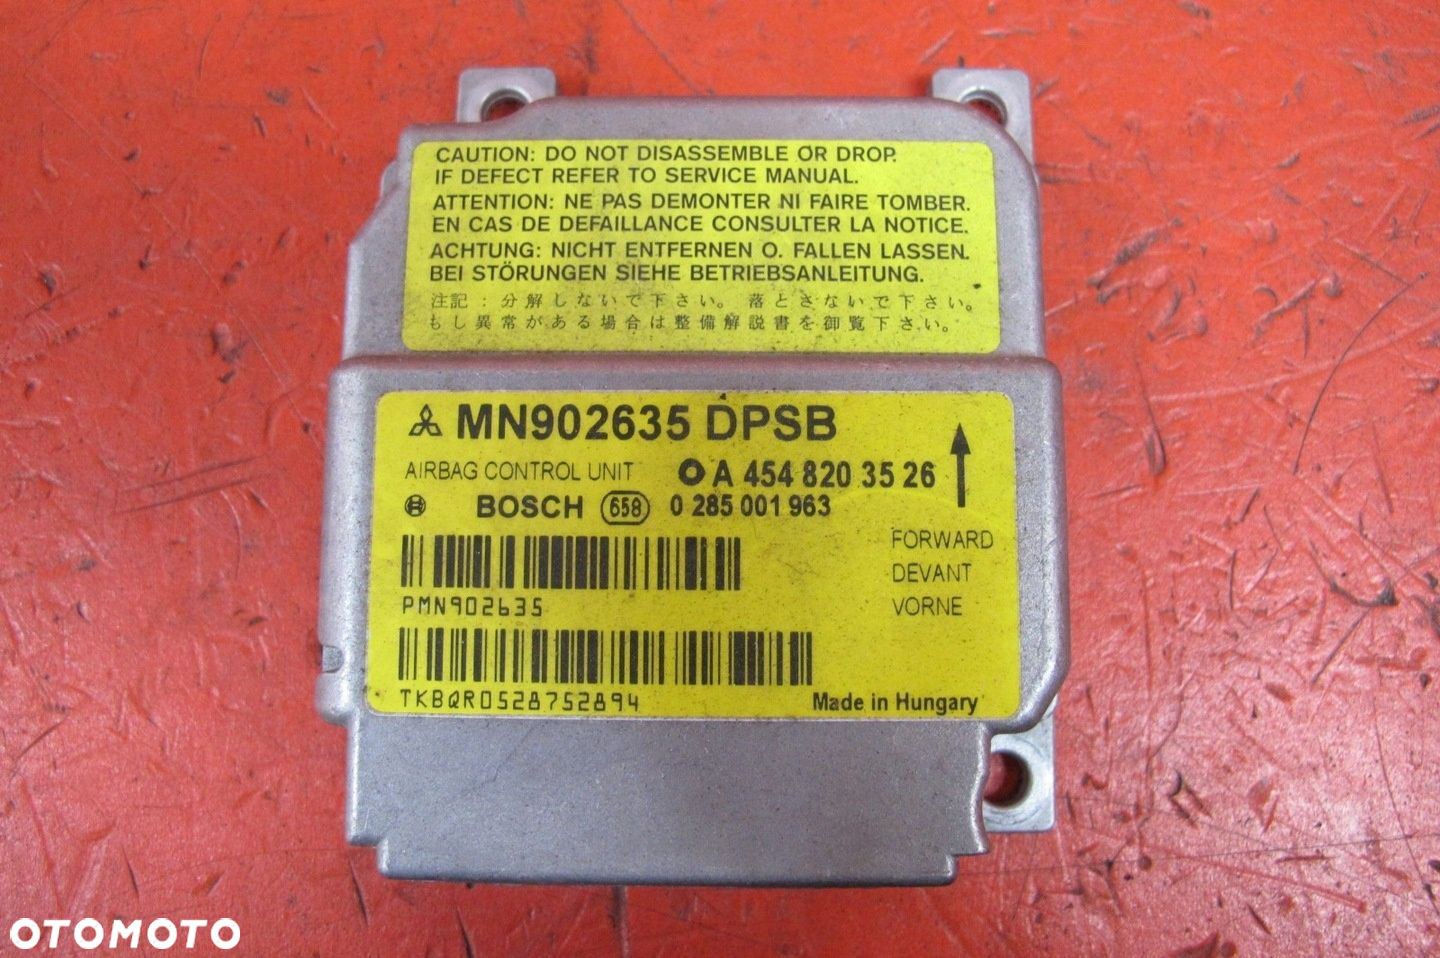 CAUTION: DO NOT DISASSEMBLE OR DROP.
IF DEFECT REFER TO SERVICE MANUAL.
ATTENTION: NE PAS DEMONTER NI FAIRE TOMBER.
EN CAS DE DEFAILLANCE CONSULTER LA NOTICE.
ACHTUNG: NICHT ENTFERNEN O. FALLEN LASSEN.
BEI STÖRUNGEN SIEHE BETRIEBSANLEITUNG.
注記：分解しないで下さい。落とさないで下さい。
もし異常がある場合は整備解説書を御覧下さい。
MN902635 DPSB
AIRBAG CONTROL UNIT A 454 820 35 26
BOSCH 658 0 285 001 963
FORWARD
DEVANT
VORNE
PMN902635
TKBQR0528752894
Made in Hungary
OTOMOTO